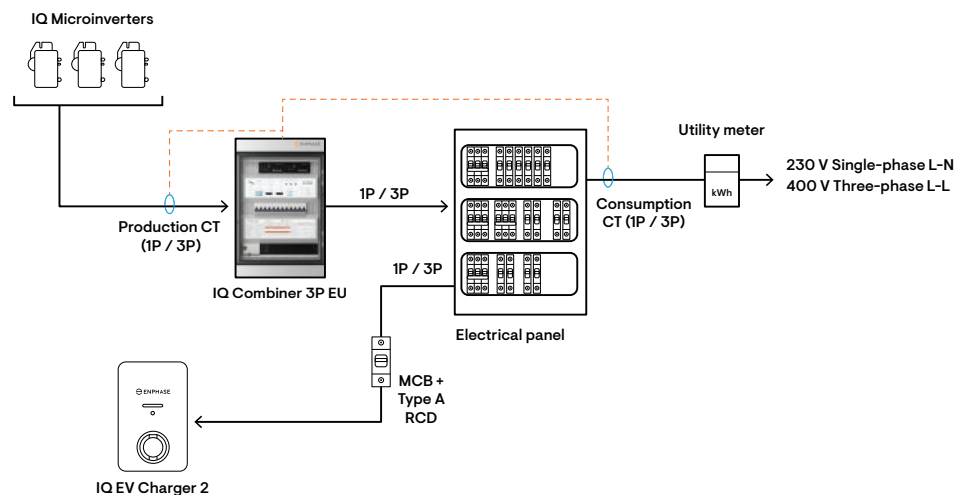 IQ Microinverters
ENPHASE
Utility meter
230 V Single-phase L-N
400 V Three-phase L-L
kWh
1P / 3P
Production CT
(1P / 3P)
Consumption
CT (1P / 3P)
1P / 3P
IQ Combiner 3P EU
Electrical panel
MCB +
Type A
RCD
ENPHASE
IQ EV Charger 2